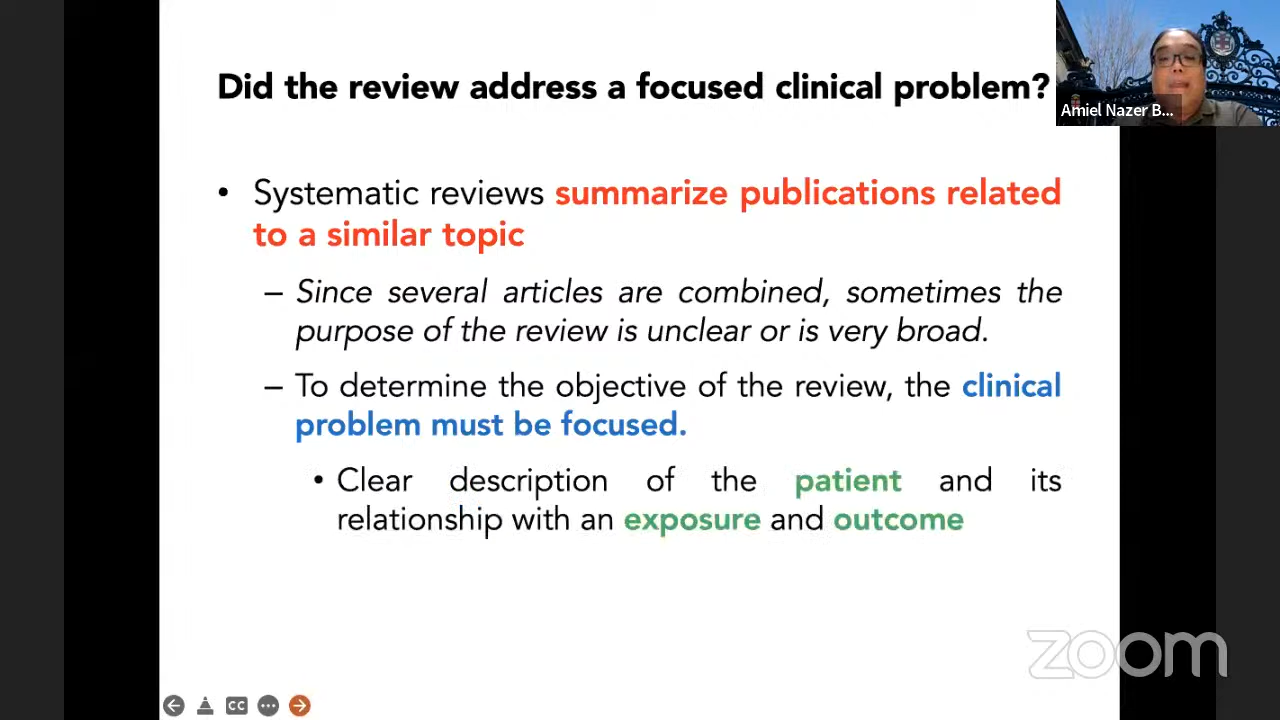 Did the review address a focused clinical problem?
Amiel Nazer B...
• Systematic reviews summarize publications related
to a similar topic
– Since several articles are combined, sometimes the
purpose of the review is unclear or is very broad.
– To determine the objective of the review, the clinical
problem must be focused.
• Clear description of the patient and its
relationship with an exposure and outcome
zoom
CC